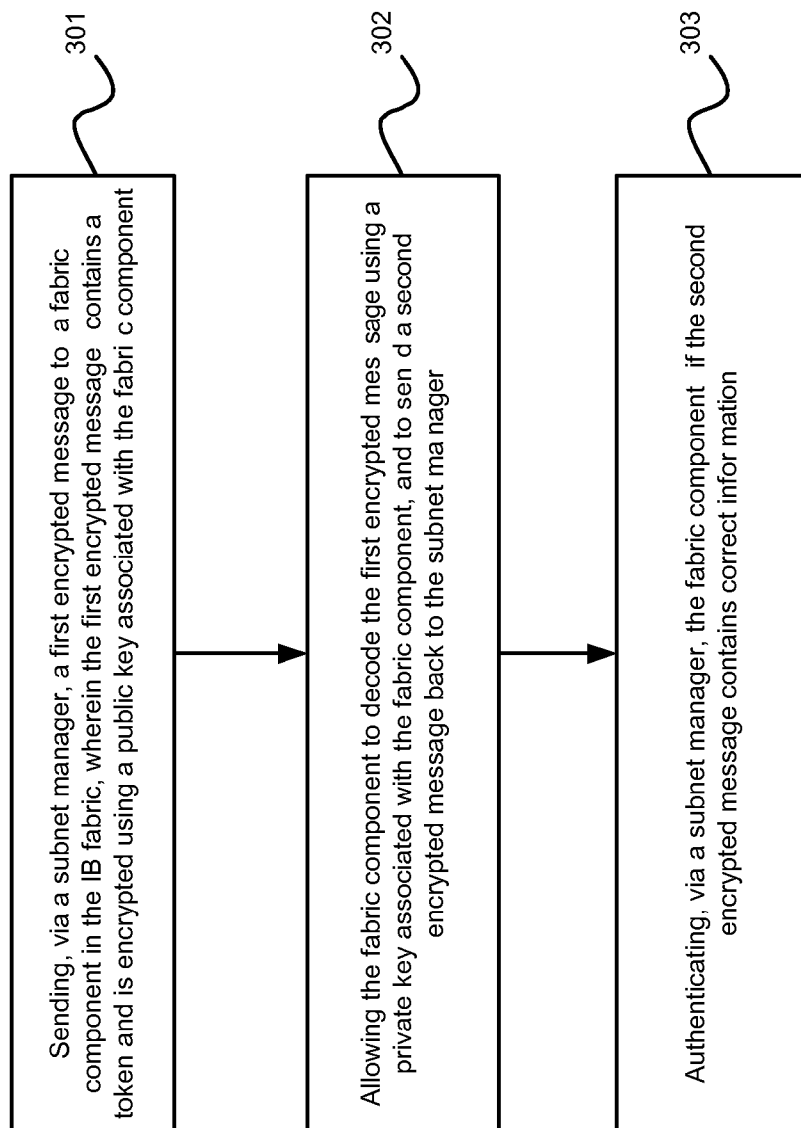 Sending, via a subnet manager, a first encrypted message to a fabric
component in the IB fabric, wherein the first encrypted message contains a
token and is encrypted using a public key associated with the fabri c component
301
Allowing the fabric component to decode the first encrypted mes sage using a
private key associated with the fabric component, and to sen d a second
encrypted message back to the subnet ma nager
302
Authenticating, via a subnet manager, the fabric component if the second
encrypted message contains correct infor mation
303